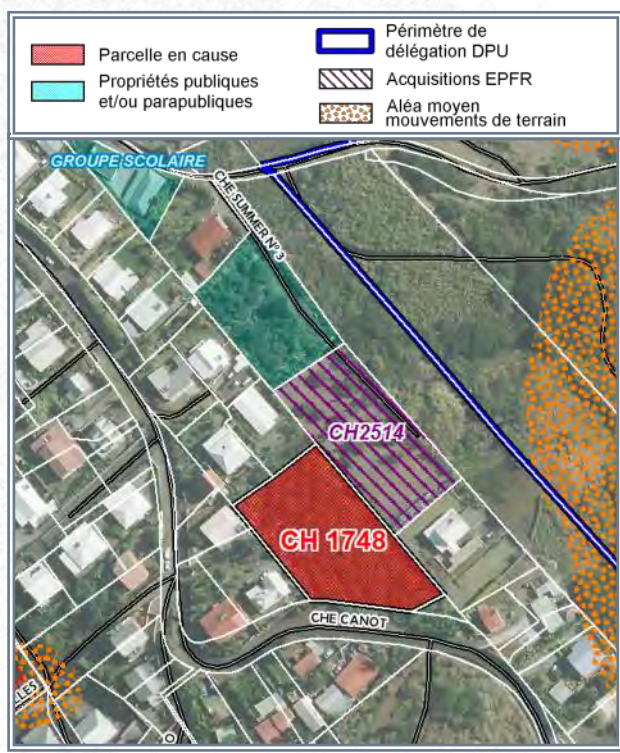 Parcelle en cause
Propriétés publiques
et/ou parapubliques
Périmètre de
délégation DPU
Acquisitions EPFR
Aléa moyen
mouvements de terrain
GROUPE SCOLAIRE
CHE SUMMER N° 3
CH2514
CH 1748
CHE CANOT